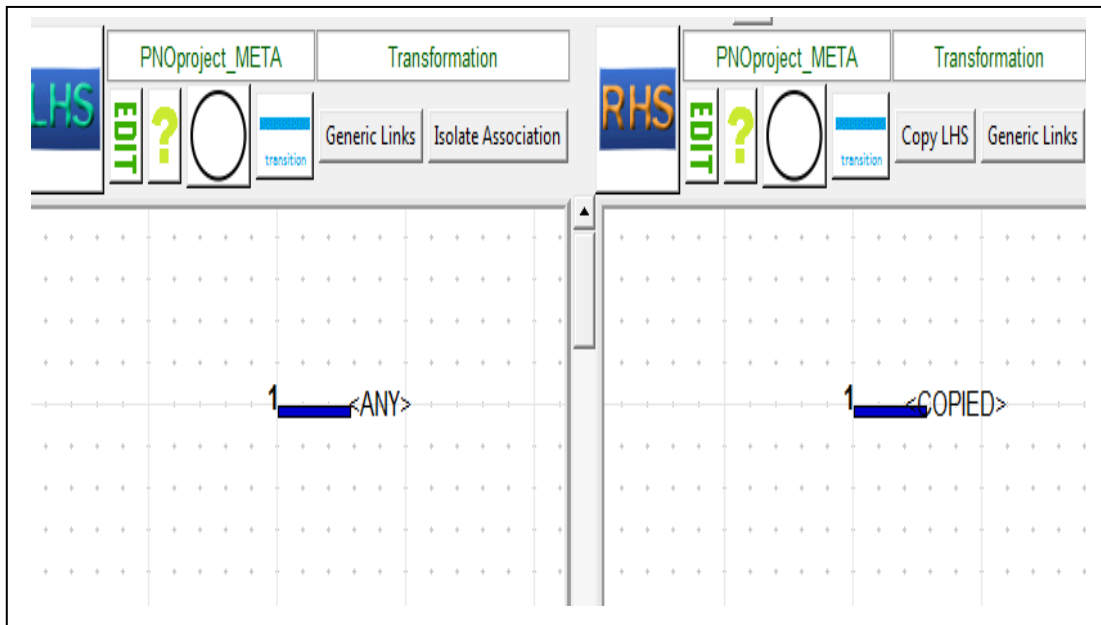 LHS
PNOproject_META
Transformation
EDIT
?
transition
Generic Links
Isolate Association
1
<ANY>
RHS
PNOproject_META
Transformation
EDIT
?
transition
Copy LHS
Generic Links
1
<COPIED>